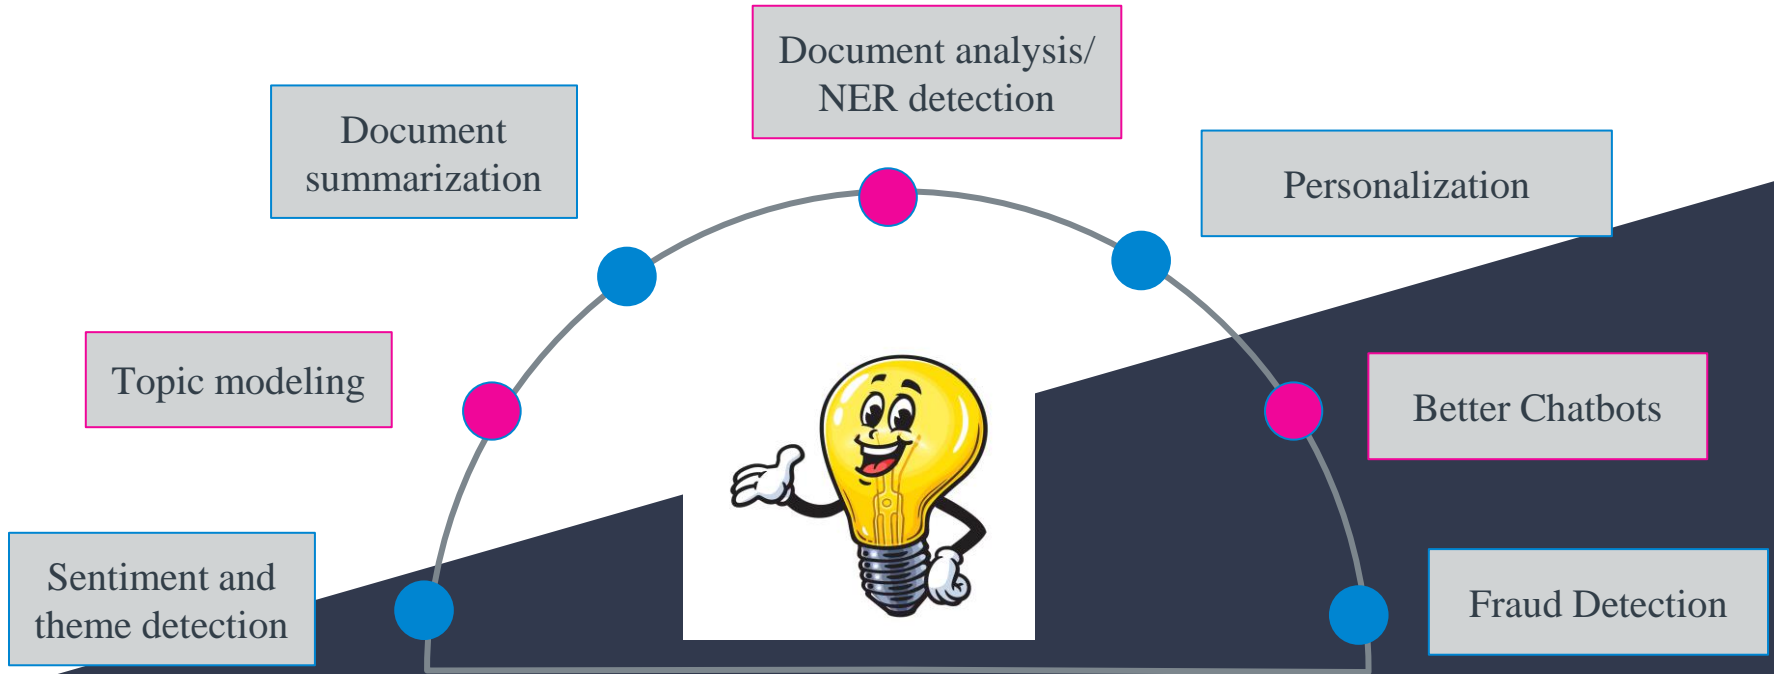 Document analysis/
NER detection
Document
summarization
Personalization
Topic modeling
Better Chatbots
Sentiment and
theme detection
Fraud Detection